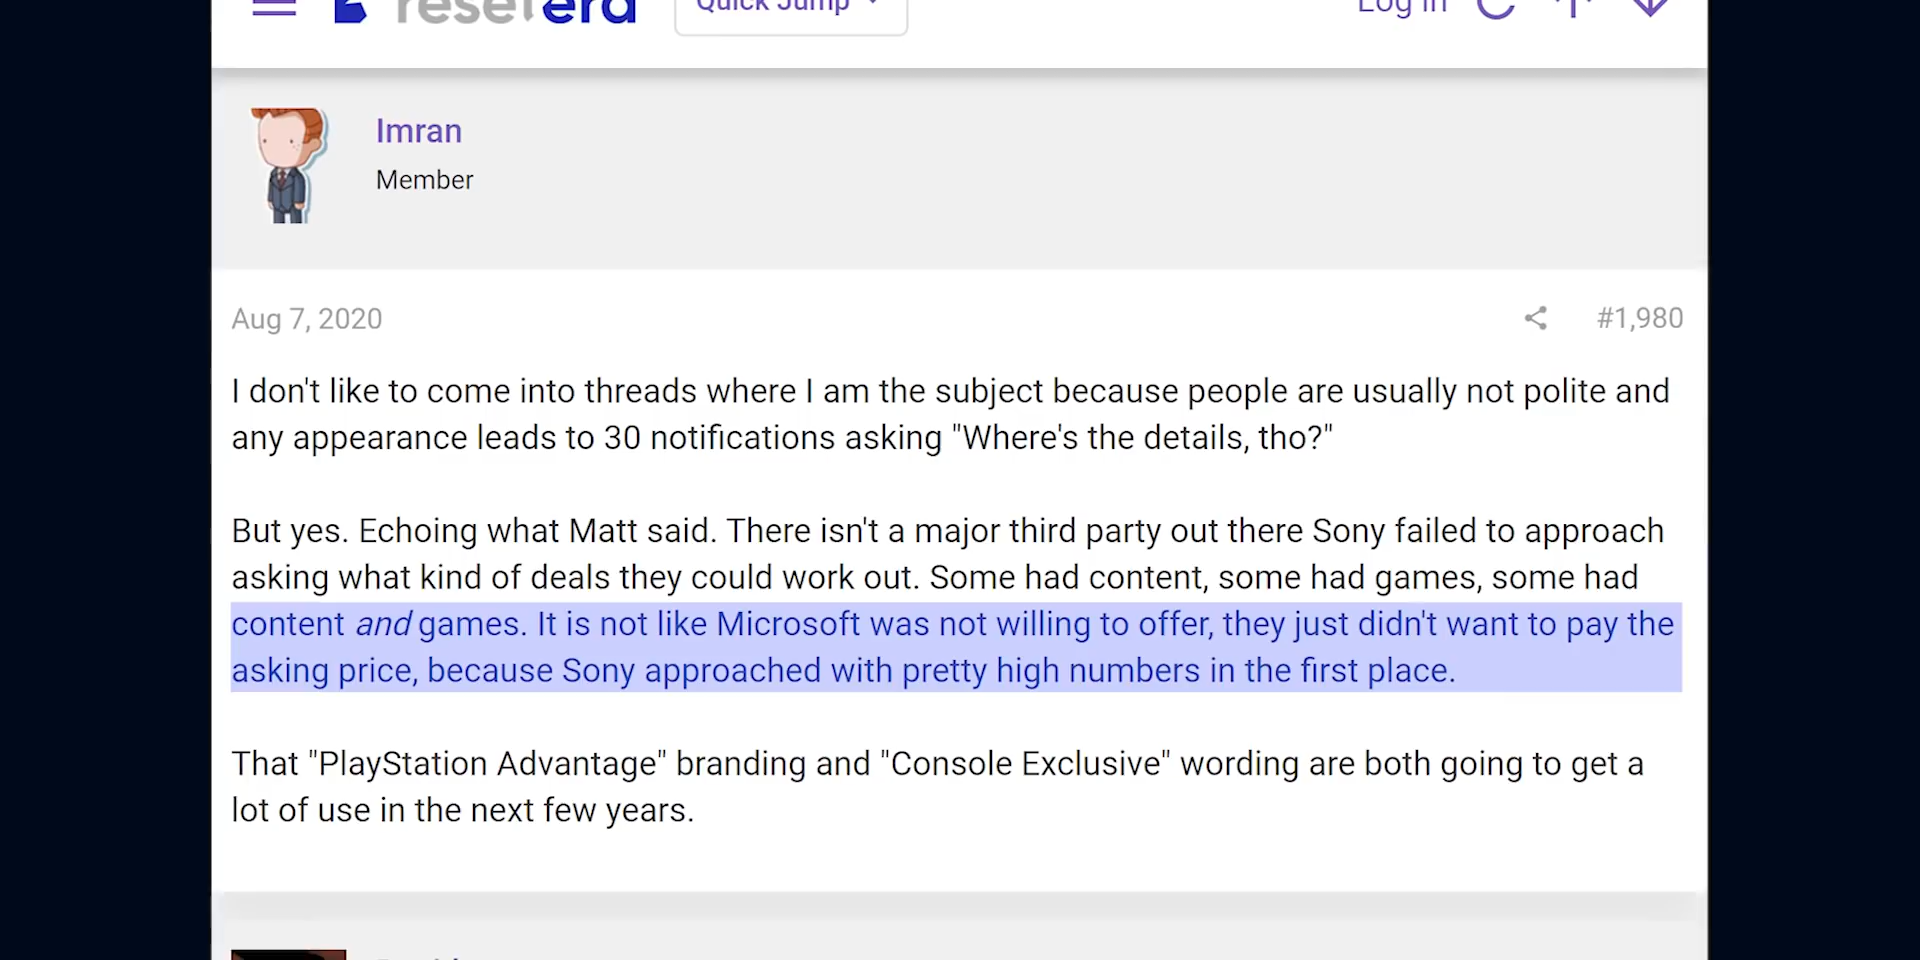 resetera
Quick Jump
Log in
Imran
Member
Aug 7, 2020
#1,980
I don't like to come into threads where I am the subject because people are usually not polite and
any appearance leads to 30 notifications asking "Where's the details, tho?"
But yes. Echoing what Matt said. There isn't a major third party out there Sony failed to approach
asking what kind of deals they could work out. Some had content, some had games, some had
content and games. It is not like Microsoft was not willing to offer, they just didn't want to pay the
asking price, because Sony approached with pretty high numbers in the first place.
That "PlayStation Advantage" branding and "Console Exclusive" wording are both going to get a
lot of use in the next few years.